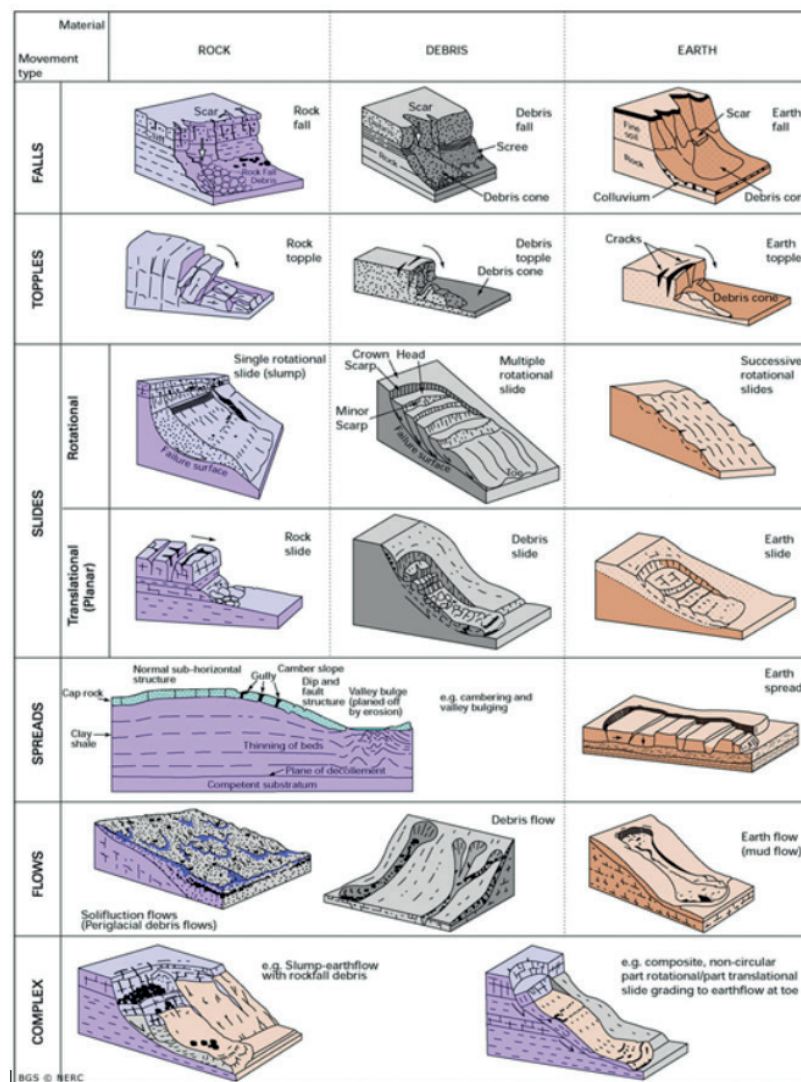 Material
Movement
type
ROCK
DEBRIS
EARTH
FALLS
Scar
Cliff
Rock Fall
Debris
Rock
fall
Scar
Rock
Debris
fall
Scree
Debris cone
Fine
soil
Rock
Colluvium
Scar
Earth
fall
Debris con
TOPPLES
Rock
topple
Debris
topple
Debris cone
Cracks
Earth
topple
Debris cone
SLIDES
Rotational
Single rotational
slide (slump)
Failure surface
Crown
Scarp
Head
Minor
Scarp
Failure surface
Toe
Multiple
rotational
slide
Successive
rotational
slides
Translational
(Planar)
Rock
slide
Debris
slide
Earth
slide
SPREADS
Normal sub-horizontal
structure
Gully
Camber slope
Dip and
fault
structure
Valley bulge
(planed off
by erosion)
Cap rock
Clay
shale
Thinning of beds
Plane of decollement
Competent substratum
e.g. cambering and
valley bulging
Earth
spread
FLOWS
Solifluction flows
(Periglacial debris flows)
Debris flow
Earth flow
(mud flow)
COMPLEX
e.g. Slump-earthflow
with rockfall debris
e.g. composite, non-circular
part rotational/part translational
slide grading to earthflow at toe
BGS © NERC